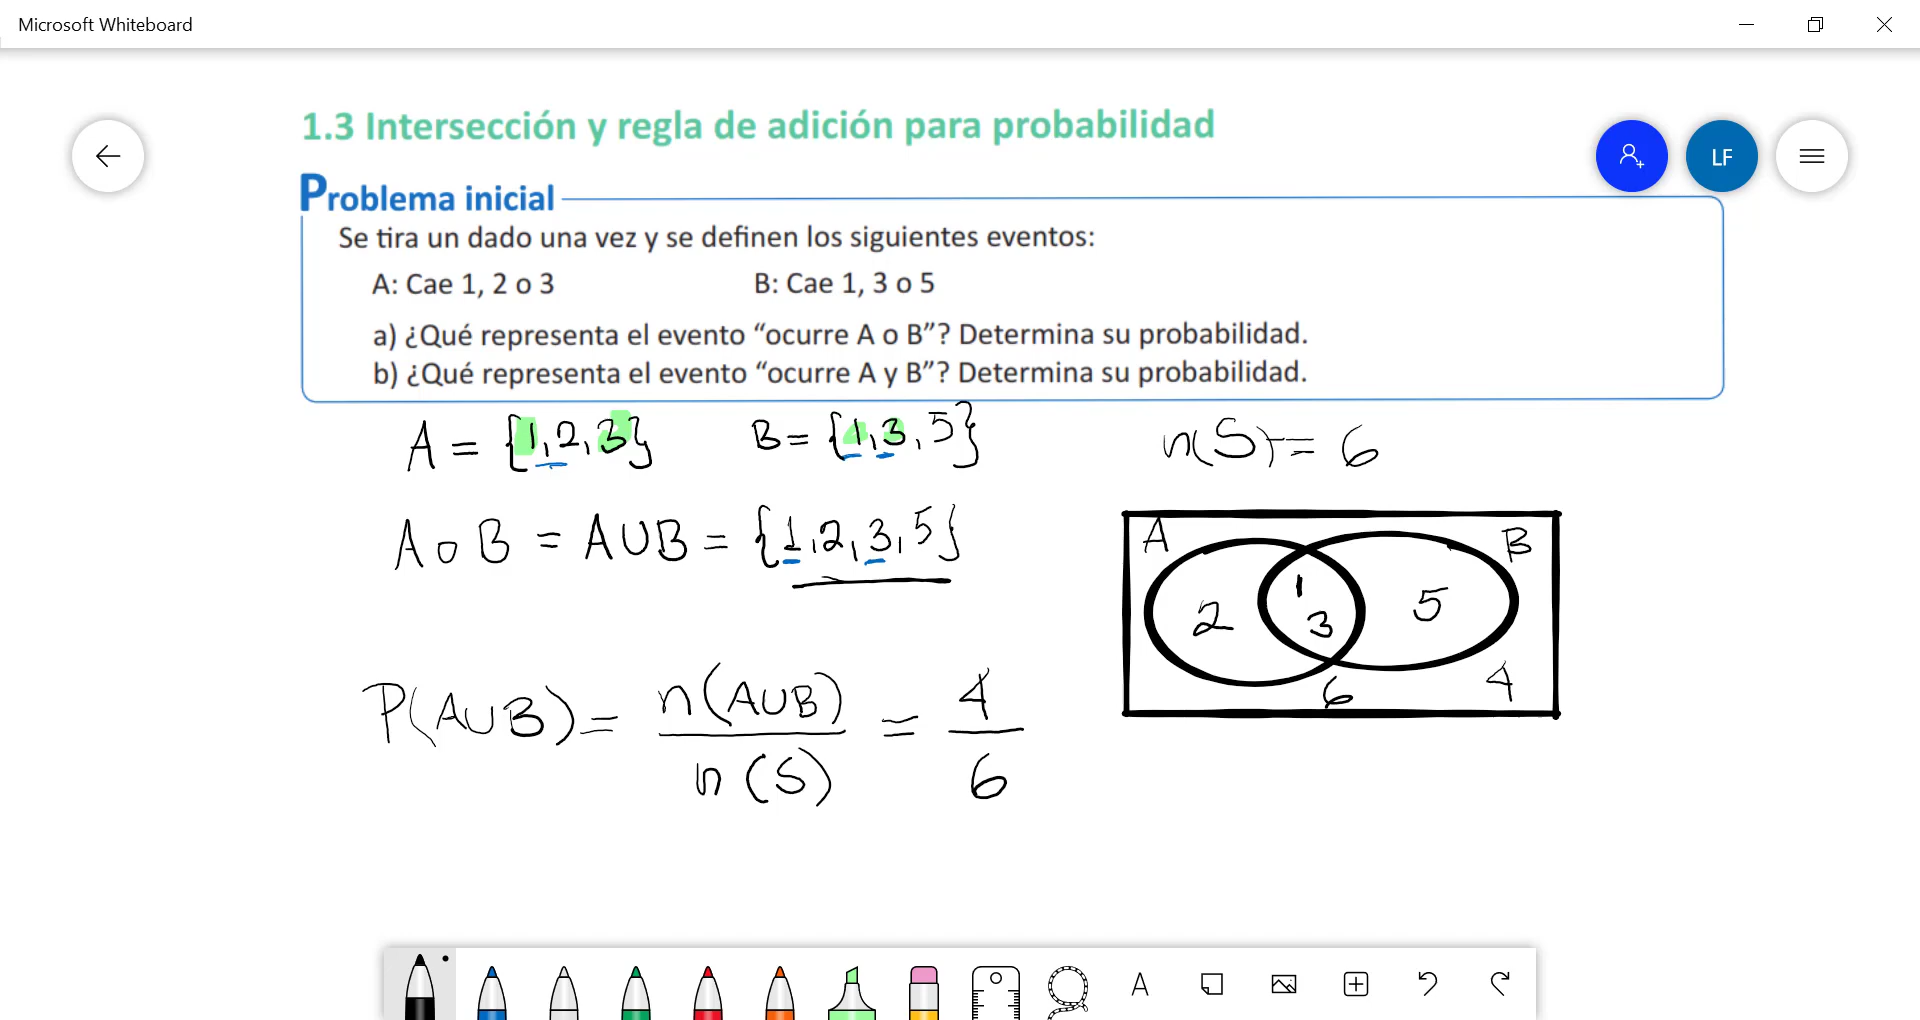 Microsoft Whiteboard
1.3 Intersección y regla de adición para probabilidad
LF
Problema inicial
Se tira un dado una vez y se definen los siguientes eventos:
A: Cae 1, 2 o 3 B: Cae 1, 3 o 5
a) ¿Qué representa el evento “ocurre A o B”? Determina su probabilidad.
b) ¿Qué representa el evento “ocurre A y B”? Determina su probabilidad.
A = {1, 2, 3} B = {1, 3, 5} n(S) = 6
A o B = A∪B = {1, 2, 3, 5}
A B
1
2 3 5
6 4
P(A∪B) = n(A∪B) / n(S) = 4 / 6
A